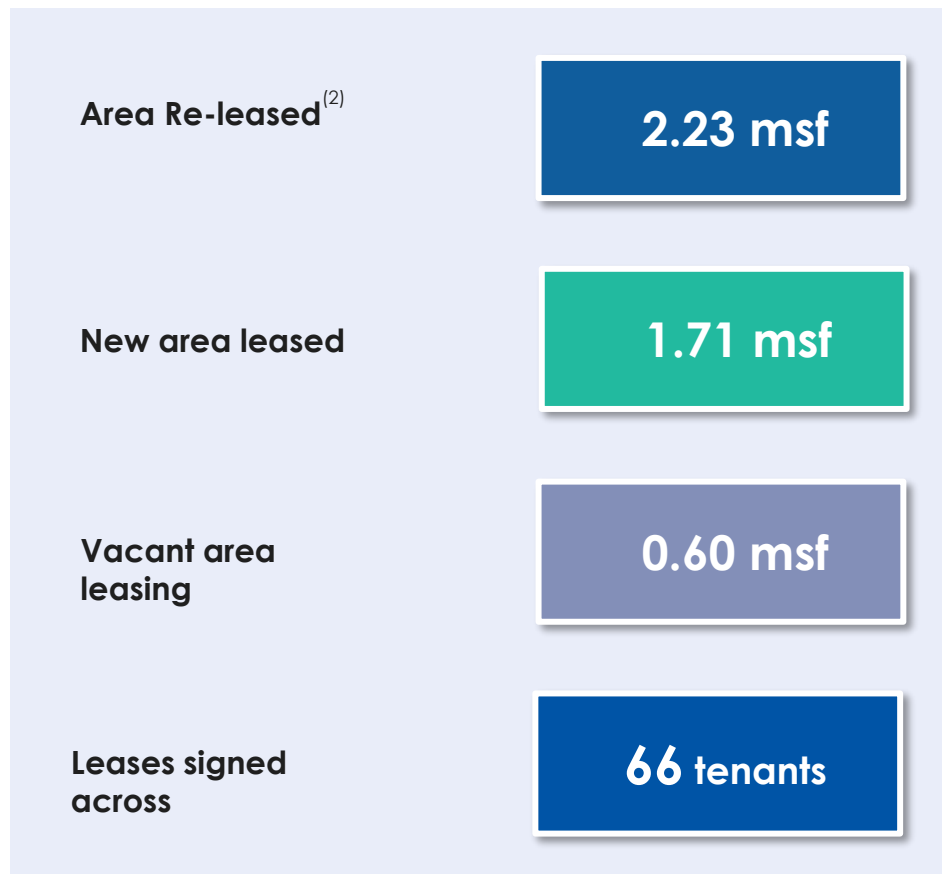 Area Re-leased(2)
2.23 msf
New area leased
1.71 msf
Vacant area
leasing
0.60 msf
Leases signed
across
66 tenants